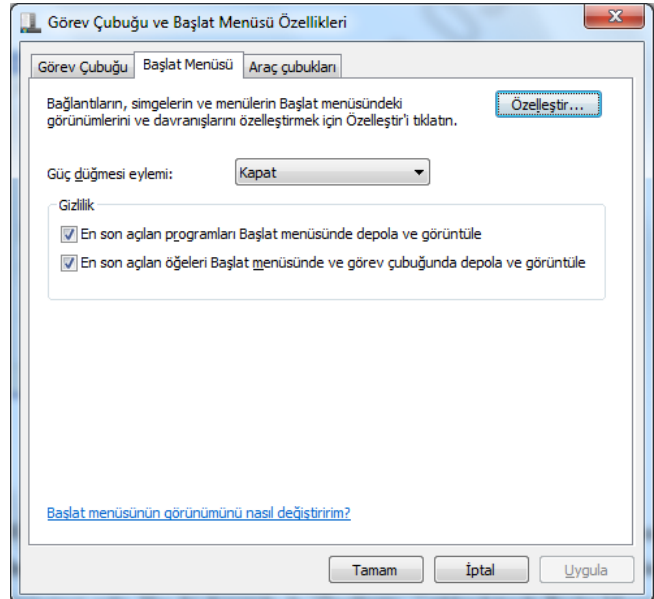 Görev Çubuğu ve Başlat Menüsü Özellikleri
Görev Çubuğu Başlat Menüsü Araç çubukları
Bağlantıların, simgelerin ve menülerin Başlat menüsündeki
görünümlerini ve davranışlarını özelleştirmek için Özelleştir'i tıklatın.
Özelleştir...
Güç düğmesi eylemi: Kapat
Gizlilik
En son açılan programları Başlat menüsünde depola ve görüntüle
En son açılan öğeleri Başlat menüsünde ve görev çubuğunda depola ve görüntüle
Başlat menüsünün görünümünü nasıl değiştiririm?
Tamam İptal Uygula